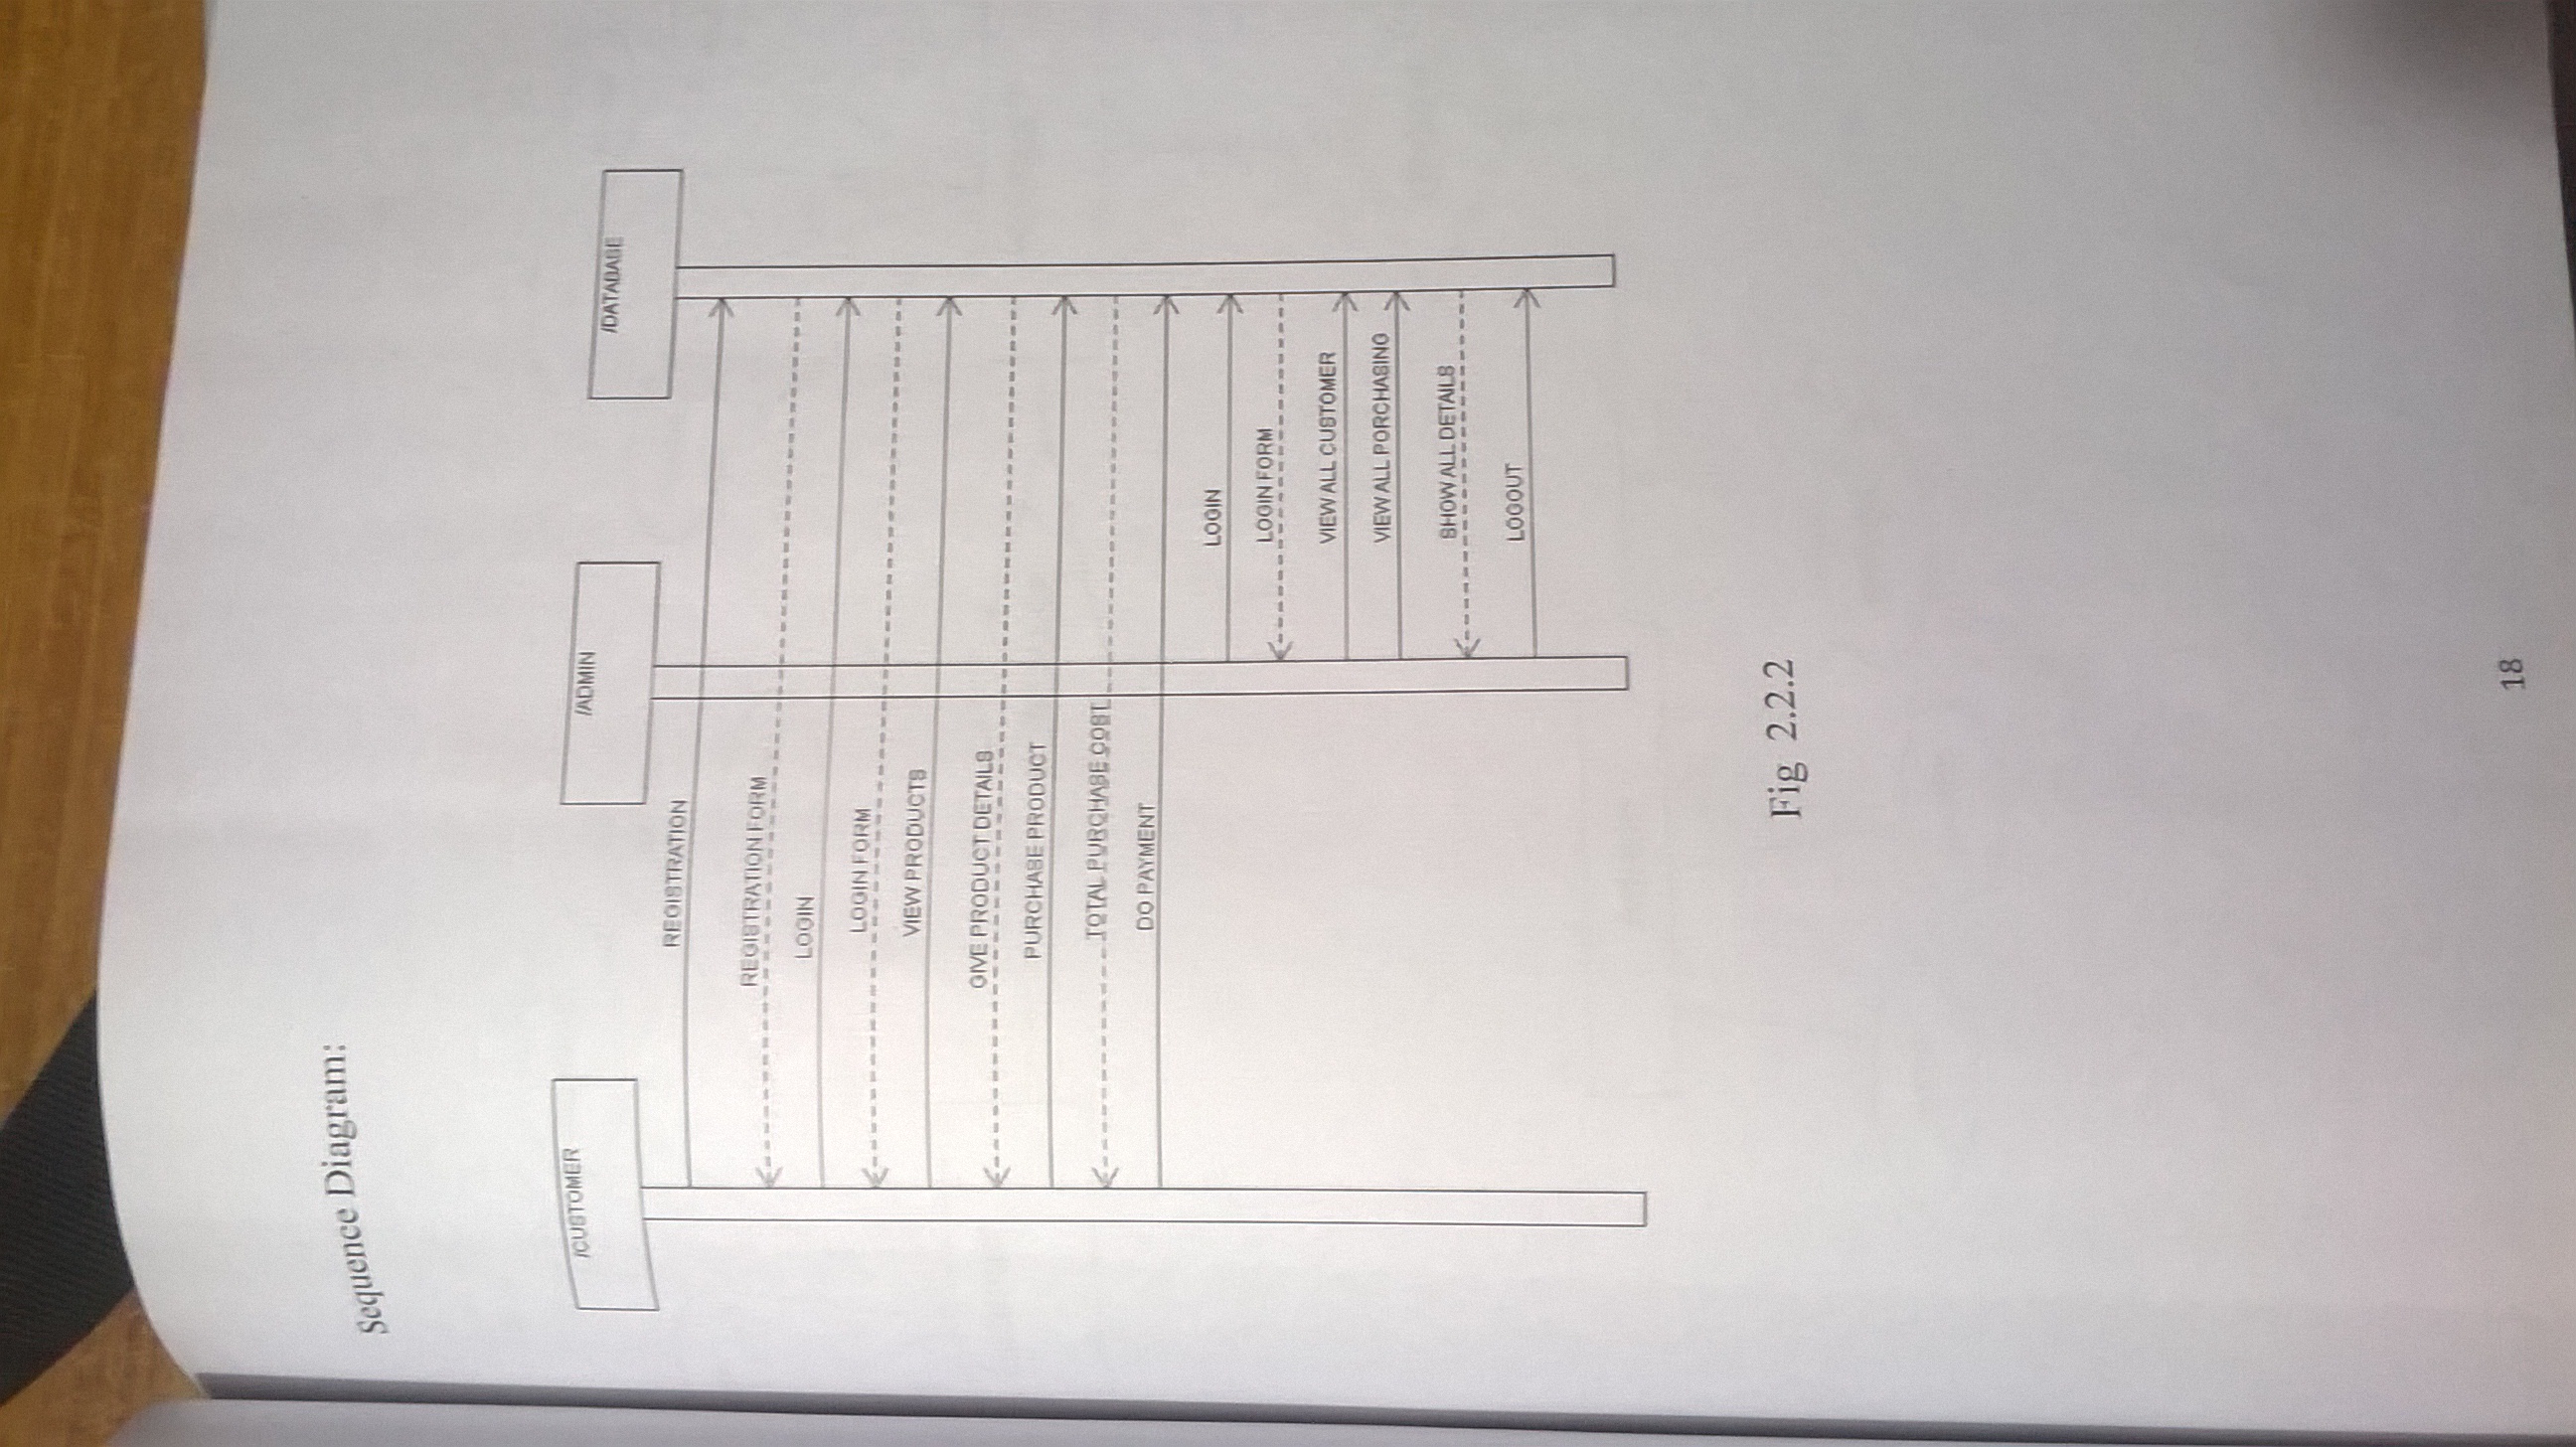 Sequence Diagram:
/CUSTOMER
/ADMIN
/DATABASE
REGISTRATION
REGISTRATION FORM
LOGIN
LOGIN FORM
VIEW PRODUCTS
GIVE PRODUCT DETAILS
PURCHASE PRODUCT
TOTAL PURCHASE COST
DO PAYMENT
LOGIN
LOGIN FORM
VIEW ALL CUSTOMER
VIEW ALL PORCHASING
SHOW ALL DETAILS
LOGOUT
Fig 2.2.2
18